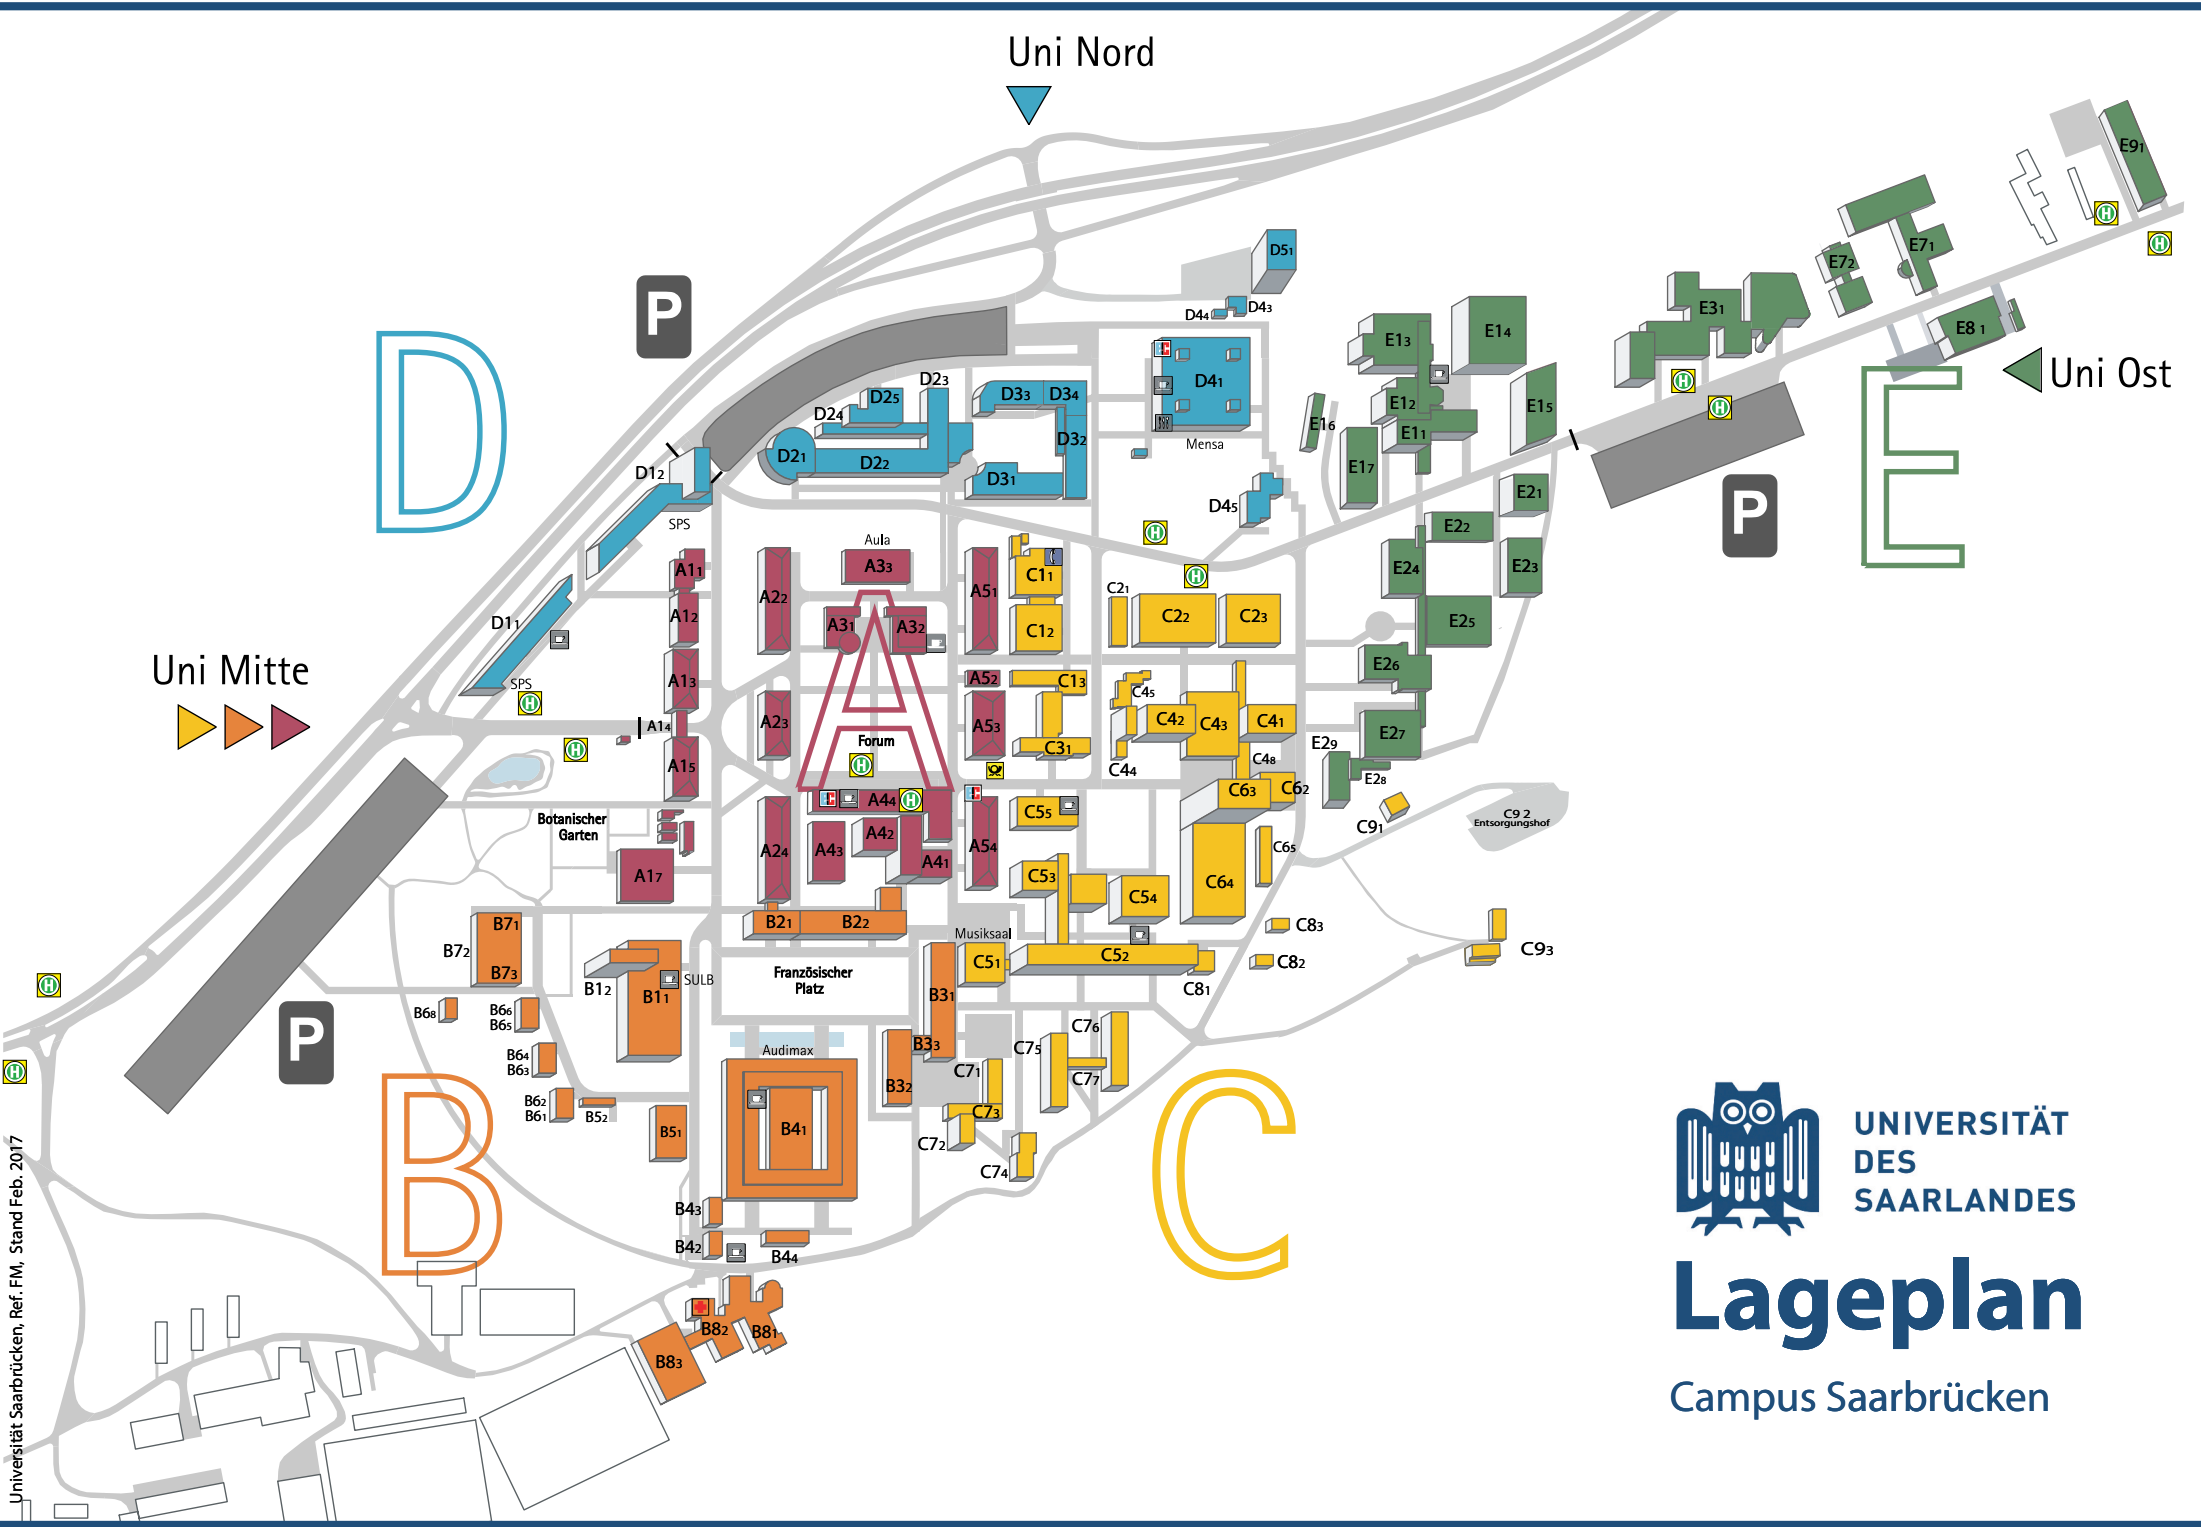 Uni Nord
E9₁
E7₁
E7₂
D5₁
D4₃
D4₄
E3₁
E8 1
P
E1₄
E1₃
Uni Ost
D
D4₁
E
D2₃
D2₅
D3₃
D3₄
D2₄
E1₂
E1₅
E1₆
E1₁
D3₂
Mensa
D2₁
D2₂
E1₇
D1₂
D3₁
E2₁
D4₅
P
SPS
E2₂
Aula
A1₁
A3₃
C1₁
E2₄
E2₃
A2₂
A5₁
C2₁
A1₂
C2₂
C2₃
D1₁
A3₁
A3₂
C1₂
E2₅
Uni Mitte
E2₆
SPS
A1₃
A5₂
C1₃
C4₅
A1₄
A2₃
A
A5₃
C4₂
C4₃
C4₁
E2₇
Forum
C3₁
E2₉
A1₅
C4₄
C4₈
E2₈
A4₄
C6₃
C6₂
C5₅
C9₁
C9 2
Entsorgungshof
Botanischer
Garten
A4₂
A2₄
A4₃
A5₄
C6₅
A4₁
A1₇
C5₃
C6₄
C5₄
B7₁
B2₁
B2₂
C8₃
Musiksaal
B7₂
C9₃
C5₂
B7₃
Französischer
Platz
C5₁
C8₂
SULB
B1₂
B1₁
B3₁
C8₁
B6₈
B6₆
B6₅
C7₆
P
B3₃
C7₅
Audimax
B6₄
B6₃
C7₁
C7₇
B3₂
B
C
B6₂
B6₁
B5₂
C7₃
B5₁
B4₁
C7₂
C7₄
UNIVERSITÄT
DES
SAARLANDES
B4₃
B4₂
B4₄
Lageplan
B8₂
B8₁
B8₃
Campus Saarbrücken
Universität Saarbrücken, Ref. FM, Stand Feb. 2017